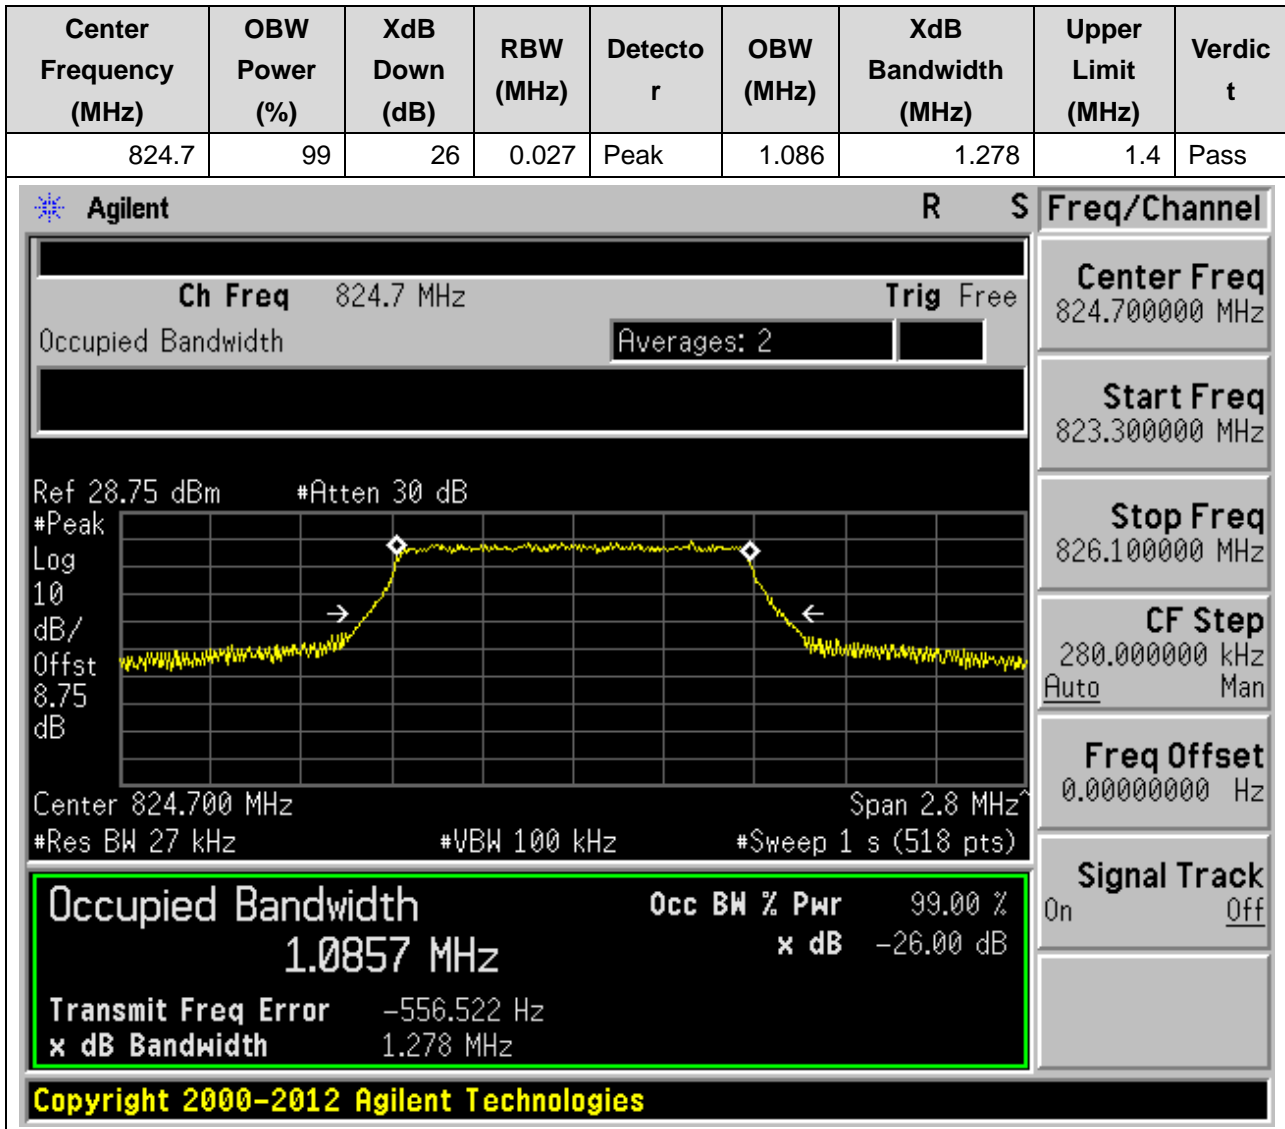 Center Frequency (MHz) OBW Power (%) XdB Down (dB) RBW (MHz) Detecto r OBW (MHz) XdB Bandwidth (MHz) Upper Limit (MHz) Verdic t
824.7 99 26 0.027 Peak 1.086 1.278 1.4 Pass
Agilent R S Freq/Channel
Ch Freq 824.7 MHz Trig Free
Occupied Bandwidth Averages: 2
Center Freq
824.700000 MHz
Start Freq
823.300000 MHz
Stop Freq
826.100000 MHz
CF Step
280.000000 kHz
Auto Man
Freq Offset
0.00000000 Hz
Signal Track
On Off
Ref 28.75 dBm #Atten 30 dB
#Peak
Log
10
dB/
Offst
8.75
dB
Center 824.700 MHz Span 2.8 MHz^
#Res BW 27 kHz #VBW 100 kHz #Sweep 1 s (518 pts)
Occupied Bandwidth Occ BW % Pwr 99.00 %
1.0857 MHz x dB -26.00 dB
Transmit Freq Error -556.522 Hz
x dB Bandwidth 1.278 MHz
Copyright 2000-2012 Agilent Technologies